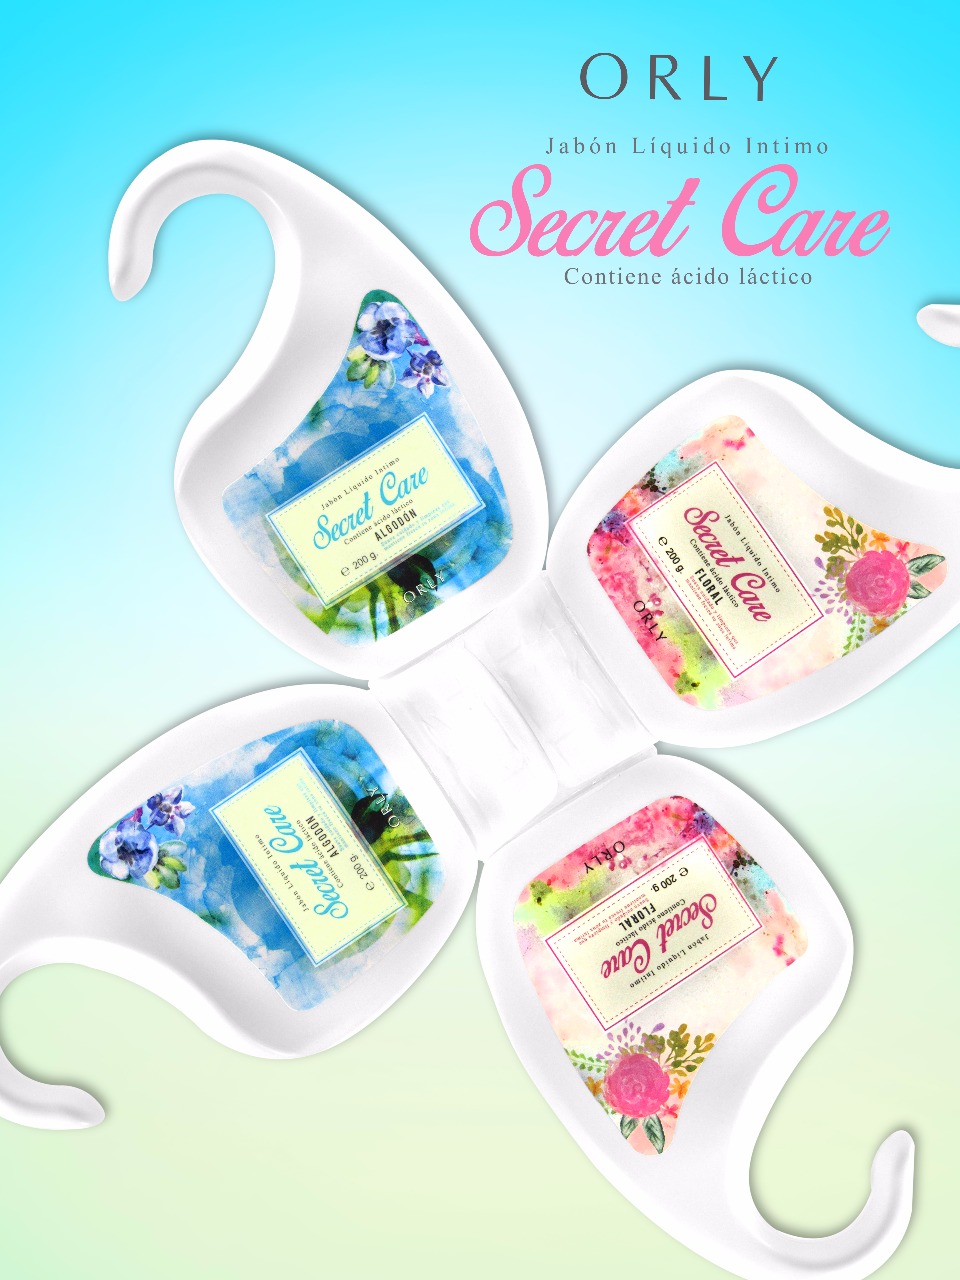 ORLY
Jabón Líquido Intimo
Secret Care
Contiene ácido láctico
Jabón Líquido Intimo
Secret Care
Contiene ácido láctico
ALGODÓN
℮ 200 g.
ORLY
Jabón Líquido Intimo
Secret Care
Contiene ácido láctico
FLORAL
℮ 200 g.
ORLY
Jabón Líquido Intimo
Secret Care
Contiene ácido láctico
ALGODÓN
℮ 200 g.
ORLY
Jabón Líquido Intimo
Secret Care
Contiene ácido láctico
FLORAL
℮ 200 g.
ORLY